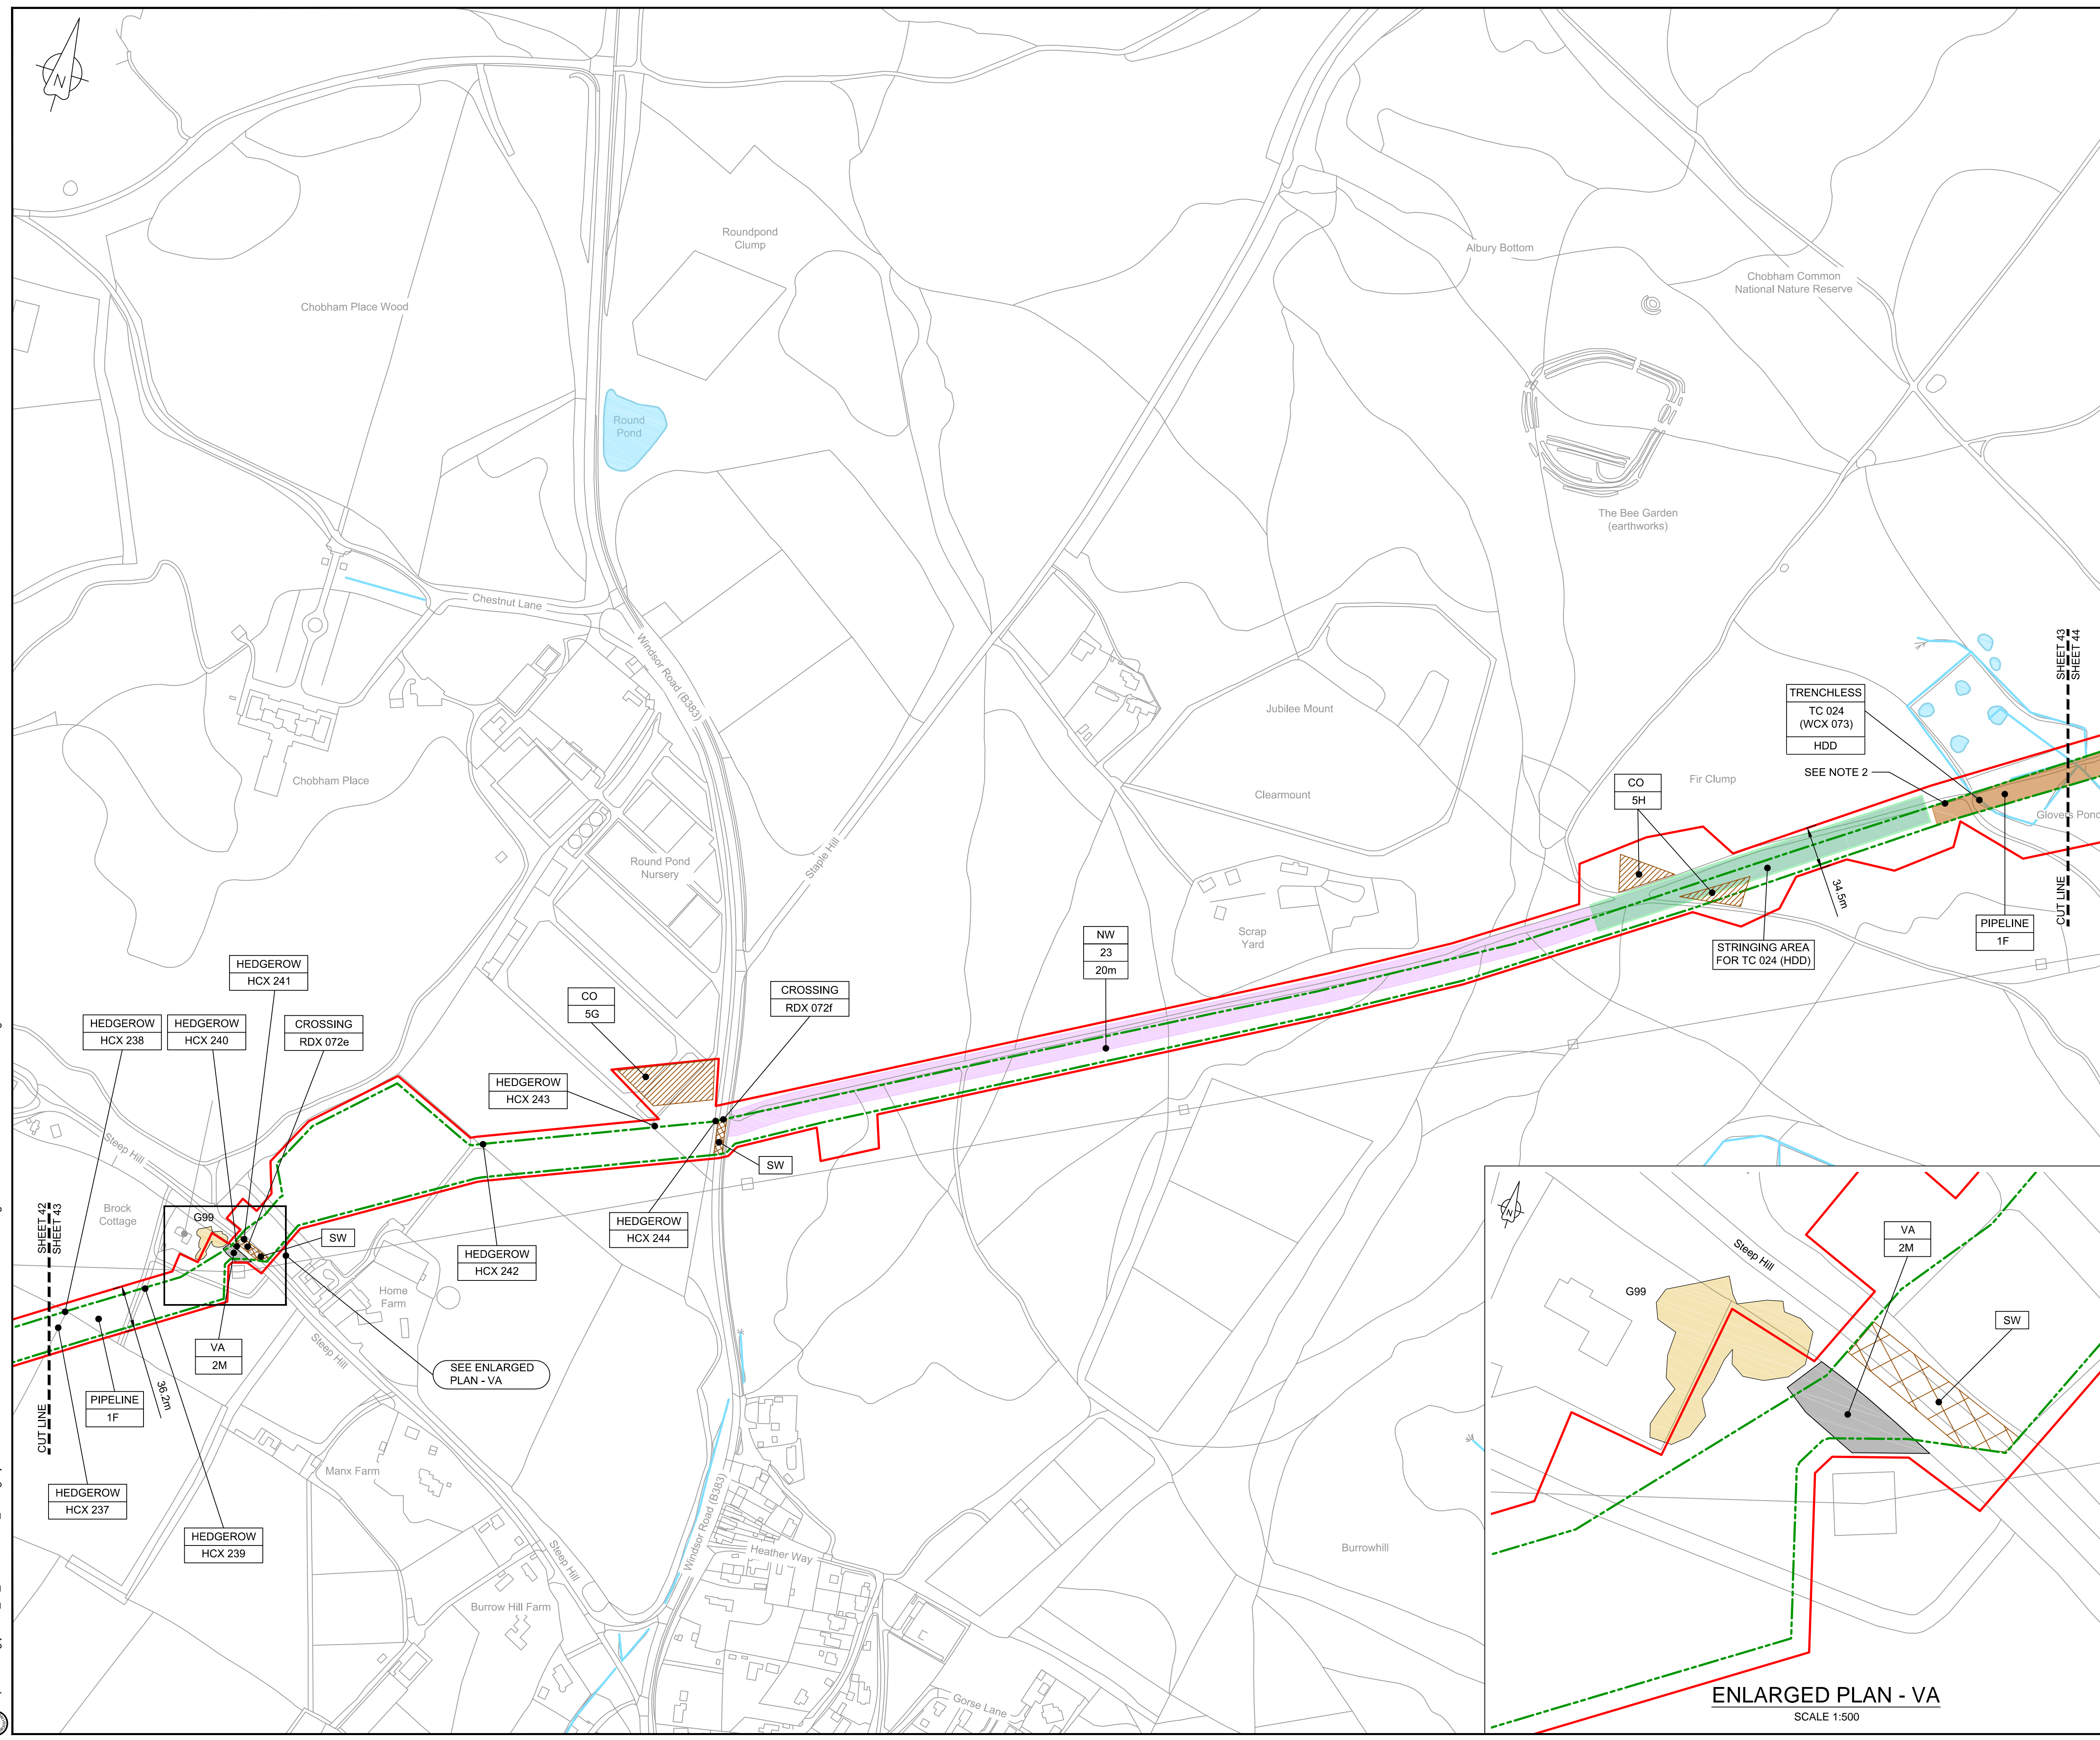 N
Roundpond
Clump
Albury Bottom
Chobham Common
National Nature Reserve
Chobham Place Wood
Round
Pond
The Bee Garden
(earthworks)
Chestnut Lane
Windsor Road (B383)
SHEET 43
SHEET 44
TRENCHLESS
TC 024
(WCX 073)
HDD
Jubilee Mount
SEE NOTE 2
Fir Clump
Chobham Place
CO
5H
Clearmount
Glovers Pond
Round Pond
Nursery
Staple Hill
34.5m
CUT LINE
PIPELINE
1F
Scrap
Yard
NW
23
20m
STRINGING AREA
FOR TC 024 (HDD)
HEDGEROW
HCX 241
CO
5G
CROSSING
RDX 072f
HEDGEROW
HCX 238
HEDGEROW
HCX 240
CROSSING
RDX 072e
HEDGEROW
HCX 243
Steep Hill
SW
Brock
Cottage
G99
SHEET 42
SHEET 43
SW
HEDGEROW
HCX 244
HEDGEROW
HCX 242
Home
Farm
VA
2M
Steep Hill
SEE ENLARGED
PLAN - VA
PIPELINE
1F
36.2m
CUT LINE
Manx Farm
HEDGEROW
HCX 237
HEDGEROW
HCX 239
Windsor Road (B383)
Steep Hill
Heather Way
Burrowhill
Burrow Hill Farm
Gorse Lane
N
Steep Hill
VA
2M
G99
SW
ENLARGED PLAN - VA
SCALE 1:500